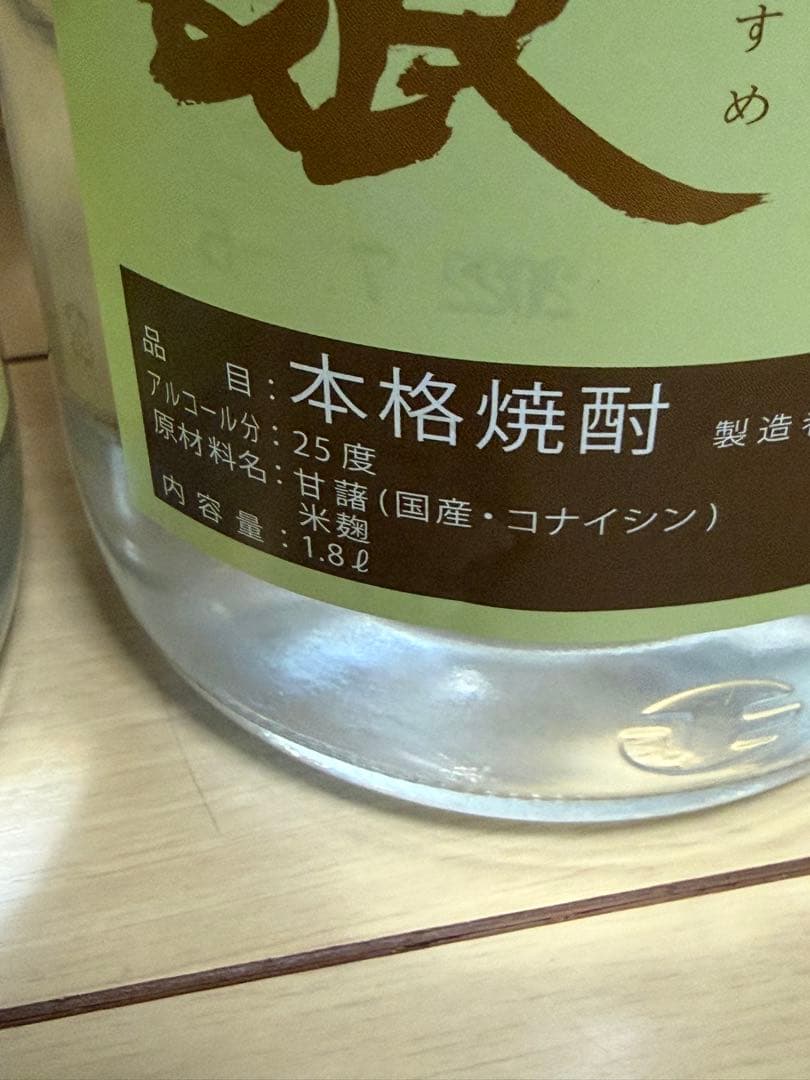 すめ
品目：本格焼酎
アルコール分：25度
原材料名：甘藷(国産・コナイシン)
米麹
内容量：1.8ℓ
製造